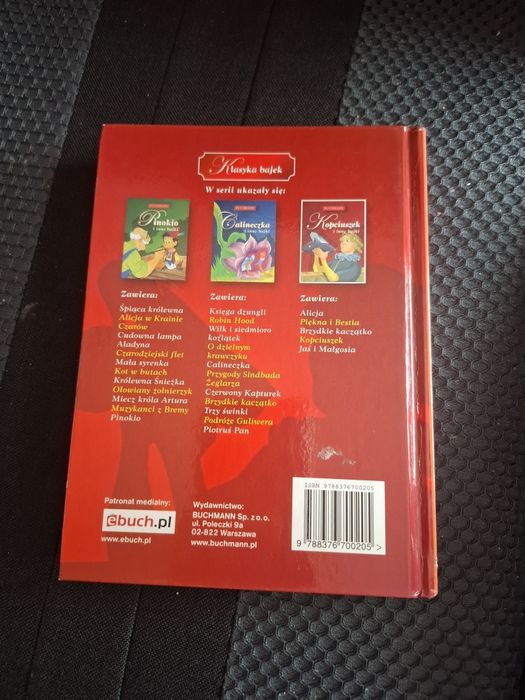 Klasyka bajek
W serii ukazały się:
BUCHMANN
Pinokio
i inne bajki
BUCHMANN
Calineczka
i inne bajki
BUCHMANN
Kopciuszek
i inne bajki
Zawiera:
Śpiąca królewna
Alicja w Krainie
Czarów
Cudowna lampa
Aladyna
Czarodziejski flet
Mała syrenka
Kot w butach
Królewna Śnieżka
Ołowiany żołnierzyk
Miecz króla Artura
Muzykanci z Bremy
Pinokio
Zawiera:
Księga dżungli
Robin Hood
Wilk i siedmioro
koźlątek
O dzielnym
krawczyku
Calineczka
Przygody Sindbada
Żeglarza
Czerwony Kapturek
Brzydkie kaczątko
Trzy świnki
Podróże Guliwera
Piotruś Pan
Zawiera:
Alicja
Piękna i Bestia
Brzydkie kaczątko
Kopciuszek
Jaś i Małgosia
Patronat medialny:
ebuch.pl
www.ebuch.pl
Wydawnictwo:
BUCHMANN Sp. z o.o.
ul. Poleczki 9a
02-822 Warszawa
www.buchmann.pl
ISBN 9788376700205
9 788376 700205 >